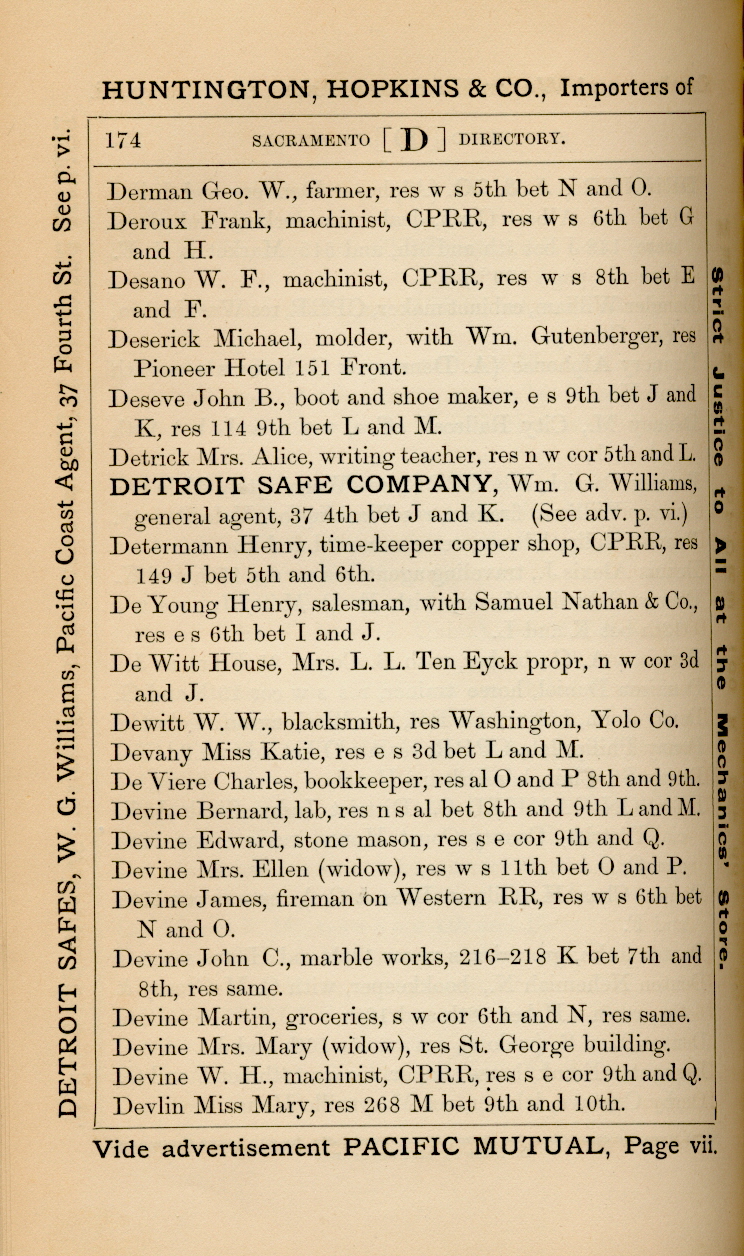 HUNTINGTON, HOPKINS & CO., Importers of
174 SACRAMENTO [ D ] DIRECTORY.
Derman Geo. W., farmer, res w s 5th bet N and O.
Deroux Frank, machinist, CPRR, res w s 6th bet G
and H.
Desano W. F., machinist, CPRR, res w s 8th bet E
and F.
Deserick Michael, molder, with Wm. Gutenberger, res
Pioneer Hotel 151 Front.
Deseve John B., boot and shoe maker, e s 9th bet J and
K, res 114 9th bet L and M.
Detrick Mrs. Alice, writing teacher, res n w cor 5th and L.
DETROIT SAFE COMPANY, Wm. G. Williams,
general agent, 37 4th bet J and K. (See adv. p. vi.)
Determann Henry, time-keeper copper shop, CPRR, res
149 J bet 5th and 6th.
De Young Henry, salesman, with Samuel Nathan & Co.,
res e s 6th bet I and J.
De Witt House, Mrs. L. L. Ten Eyck propr, n w cor 3d
and J.
Dewitt W. W., blacksmith, res Washington, Yolo Co.
Devany Miss Katie, res e s 3d bet L and M.
De Viere Charles, bookkeeper, res al O and P 8th and 9th.
Devine Bernard, lab, res n s al bet 8th and 9th L and M.
Devine Edward, stone mason, res s e cor 9th and Q.
Devine Mrs. Ellen (widow), res w s 11th bet O and P.
Devine James, fireman on Western RR, res w s 6th bet
N and O.
Devine John C., marble works, 216–218 K bet 7th and
8th, res same.
Devine Martin, groceries, s w cor 6th and N, res same.
Devine Mrs. Mary (widow), res St. George building.
Devine W. H., machinist, CPRR, res s e cor 9th and Q.
Devlin Miss Mary, res 268 M bet 9th and 10th.
Vide advertisement PACIFIC MUTUAL, Page vii.
DETROIT SAFES, W. G. Williams, Pacific Coast Agent, 37 Fourth St. See p. vi.
Strict Justice to All at the Mechanics' Store.